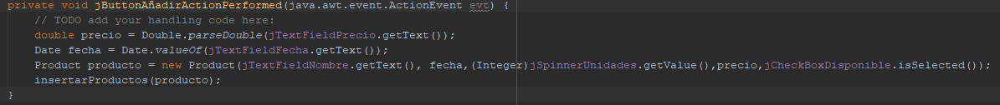 private void jButtonAñadirActionPerformed(java.awt.event.ActionEvent evt) {
// TODO add your handling code here:
double precio = Double.parseDouble(jTextFieldPrecio.getText());
Date fecha = Date.valueOf(jTextFieldFecha.getText());
Product producto = new Product(jTextFieldNombre.getText(), fecha,(Integer)jSpinnerUnidades.getValue(),precio,jCheckBoxDisponible.isSelected());
insertarProductos(producto);
}